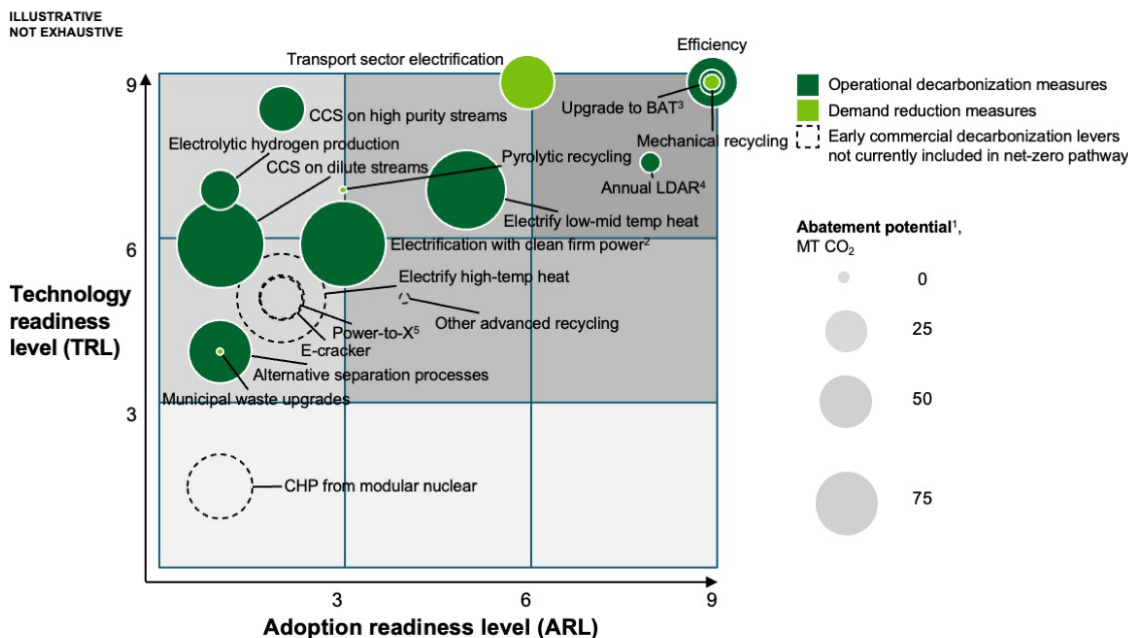 ILLUSTRATIVE
NOT EXHAUSTIVE
Efficiency
Transport sector electrification
9
Upgrade to BAT³
CCS on high purity streams
Mechanical recycling
Electrolytic hydrogen production
Pyrolytic recycling
CCS on dilute streams
Annual LDAR⁴
Electrify low-mid temp heat
6
Electrification with clean firm power²
Electrify high-temp heat
Technology
readiness
level (TRL)
Other advanced recycling
Power-to-X⁵
E-cracker
Alternative separation processes
Municipal waste upgrades
3
CHP from modular nuclear
3
6
9
Adoption readiness level (ARL)
Operational decarbonization measures
Demand reduction measures
Early commercial decarbonization levers
not currently included in net-zero pathway
Abatement potential¹,
MT CO₂
0
25
50
75